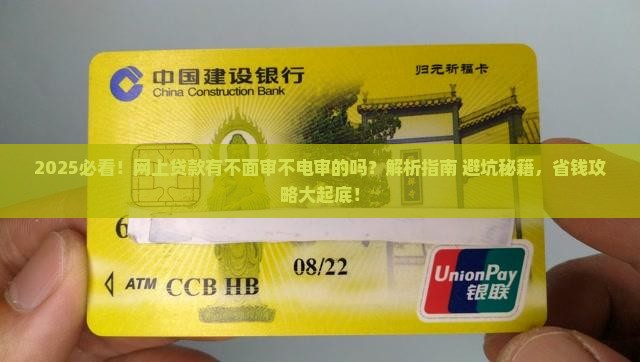 中国建设银行
China Construction Bank
归元祈福卡
2025必看！网上贷款有不面审不电审的吗？解析指南 避坑秘籍，省钱攻
略大起底！
6
08/22
ATM CCB HB
UnionPay
银联